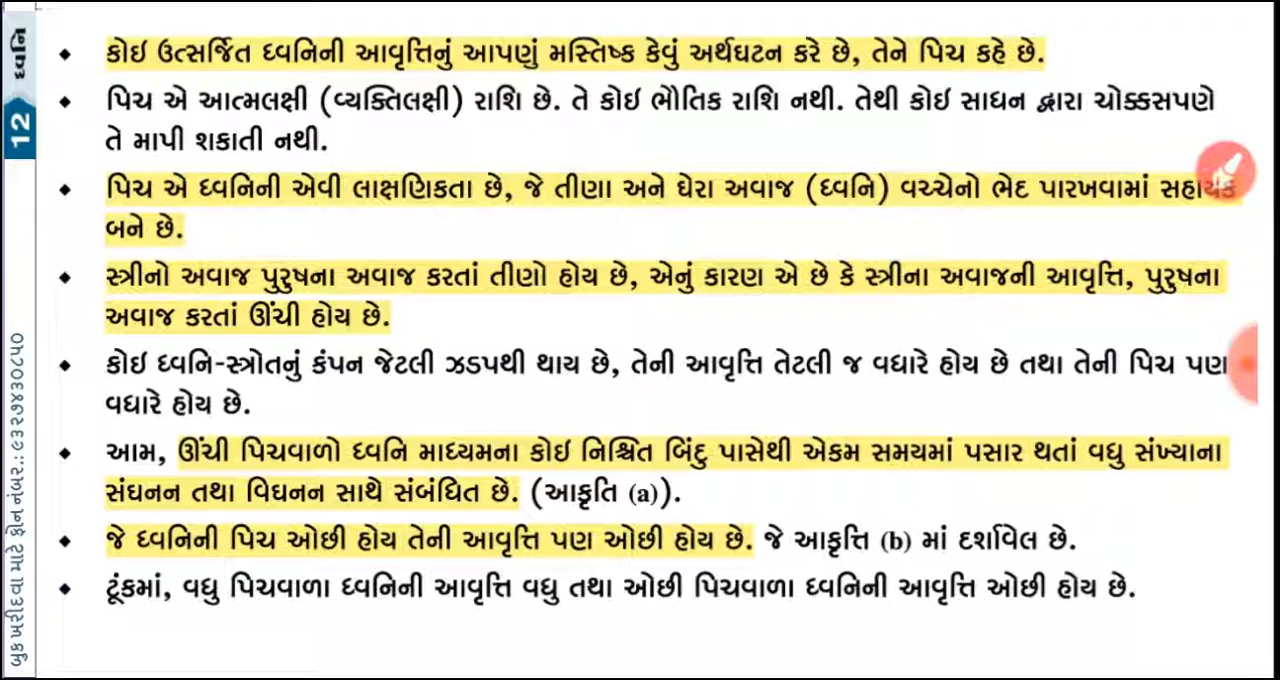 ધ્વનિ
12
બુક ખરીદવા માટે ફોન નંબર.: ૯૩૨૭૪૩૦૮૫૦
⬥ કોઇ ઉત્સર્જિત ધ્વનિની આવૃત્તિનું આપણું મસ્તિષ્ક કેવું અર્થઘટન કરે છે, તેને પિચ કહે છે.
⬥ પિચ એ આત્મલક્ષી (વ્યક્તિલક્ષી) રાશિ છે. તે કોઇ ભૌતિક રાશિ નથી. તેથી કોઇ સાધન દ્વારા ચોક્કસપણે
તે માપી શકાતી નથી.
⬥ પિચ એ ધ્વનિની એવી લાક્ષણિકતા છે, જે તીણા અને ઘેરા અવાજ (ધ્વનિ) વચ્ચેનો ભેદ પારખવામાં સહાયક
બને છે.
⬥ સ્ત્રીનો અવાજ પુરુષના અવાજ કરતાં તીણો હોય છે, એનું કારણ એ છે કે સ્ત્રીના અવાજની આવૃત્તિ, પુરુષના
અવાજ કરતાં ઊંચી હોય છે.
⬥ કોઇ ધ્વનિ-સ્ત્રોતનું કંપન જેટલી ઝડપથી થાય છે, તેની આવૃત્તિ તેટલી જ વધારે હોય છે તથા તેની પિચ પણ
વધારે હોય છે.
⬥ આમ, ઊંચી પિચવાળો ધ્વનિ માધ્યમના કોઇ નિશ્ચિત બિંદુ પાસેથી એકમ સમયમાં પસાર થતાં વધુ સંખ્યાના
સંઘનન તથા વિઘનન સાથે સંબંધિત છે. (આકૃતિ (a)).
⬥ જે ધ્વનિની પિચ ઓછી હોય તેની આવૃત્તિ પણ ઓછી હોય છે. જે આકૃત્તિ (b) માં દર્શાવેલ છે.
⬥ ટૂંકમાં, વધુ પિચવાળા ધ્વનિની આવૃત્તિ વધુ તથા ઓછી પિચવાળા ધ્વનિની આવૃત્તિ ઓછી હોય છે.